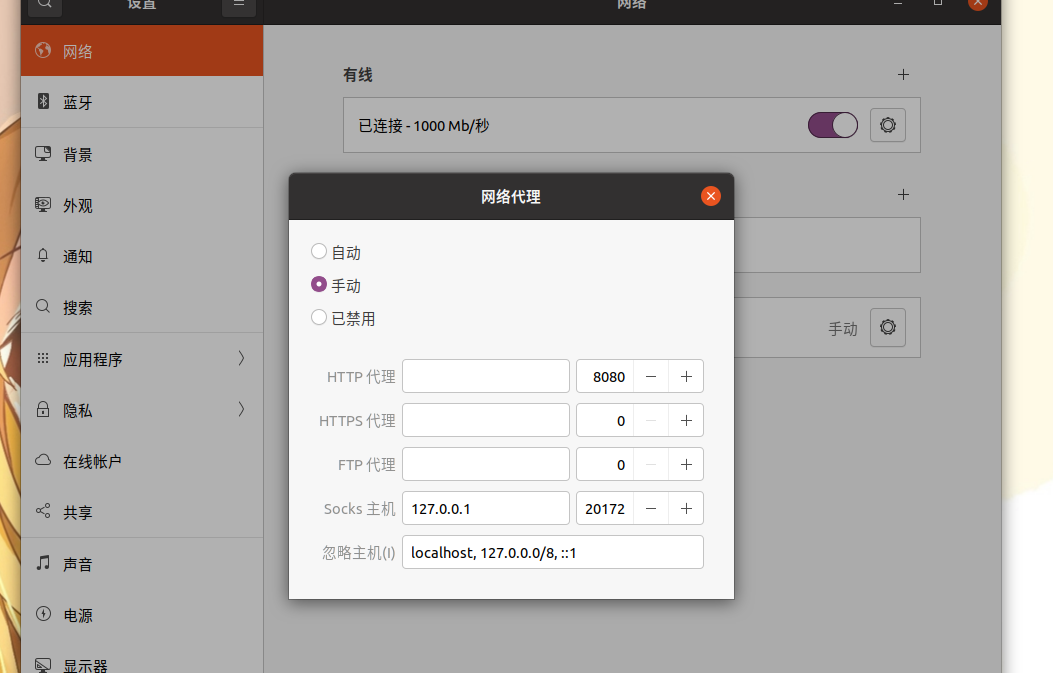 设置
网络
网络
蓝牙
背景
外观
通知
搜索
应用程序
隐私
在线帐户
共享
声音
电源
显示器
有线
已连接 - 1000 Mb/秒
手动
网络代理
自动
手动
已禁用
HTTP 代理 8080
HTTPS 代理 0
FTP 代理 0
Socks 主机 127.0.0.1 20172
忽略主机(I) localhost, 127.0.0.0/8, ::1